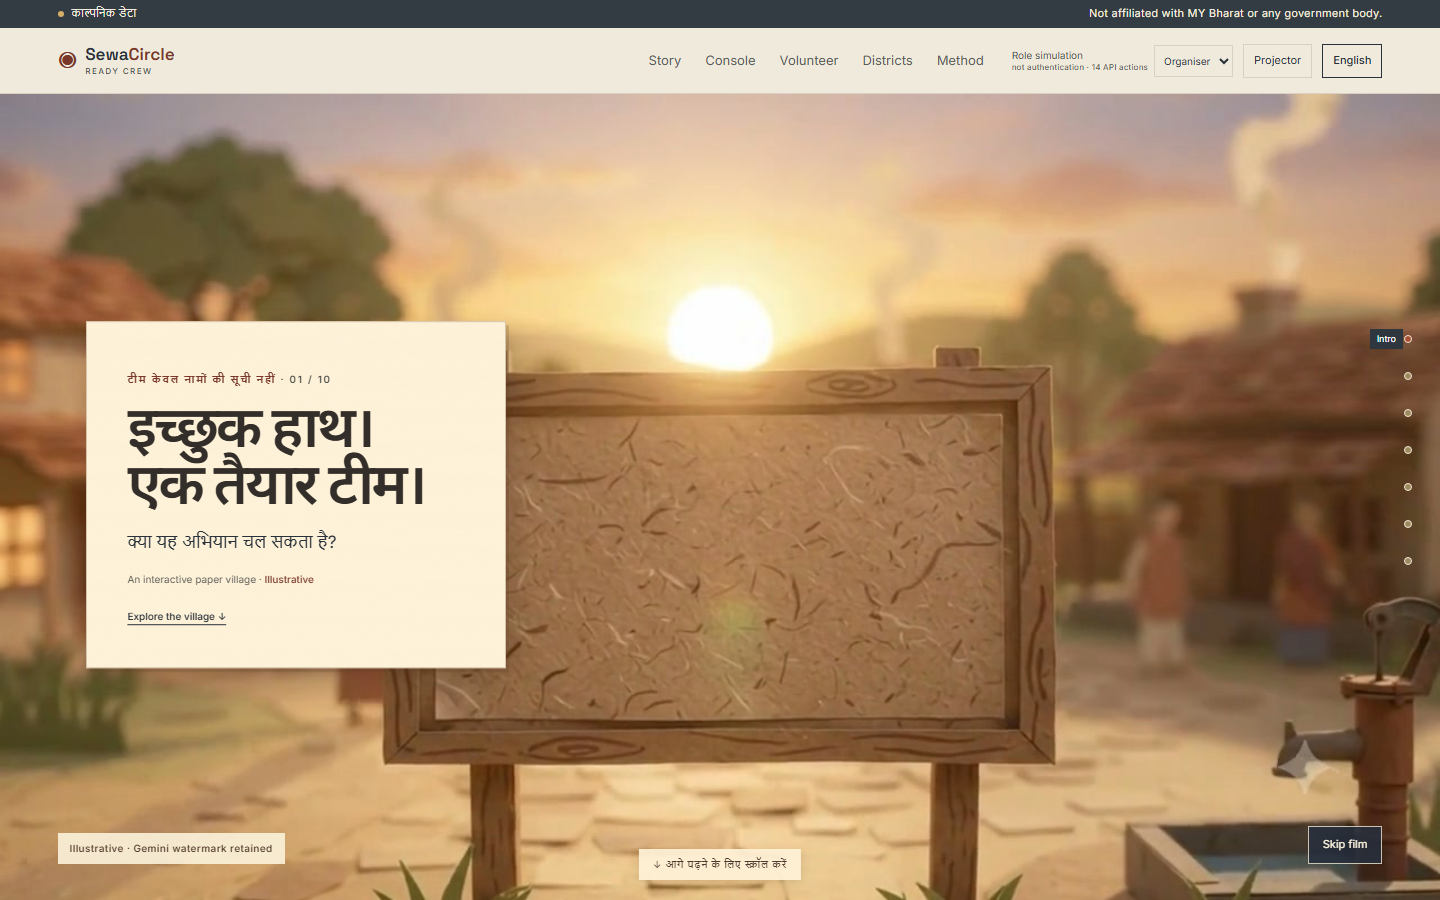 काल्पनिक डेटा
Not affiliated with MY Bharat or any government body.
SewaCircle
READY CREW
Story
Console
Volunteer
Districts
Method
Role simulation
not authentication · 14 API actions
Organiser
Projector
English
टीम केवल नामों की सूची नहीं · 01 / 10
इच्छुक हाथ।
एक तैयार टीम।
क्या यह अभियान चल सकता है?
An interactive paper village · Illustrative
Explore the village ↓
Intro
Illustrative · Gemini watermark retained
↓ आगे पढ़ने के लिए स्क्रॉल करें
Skip film